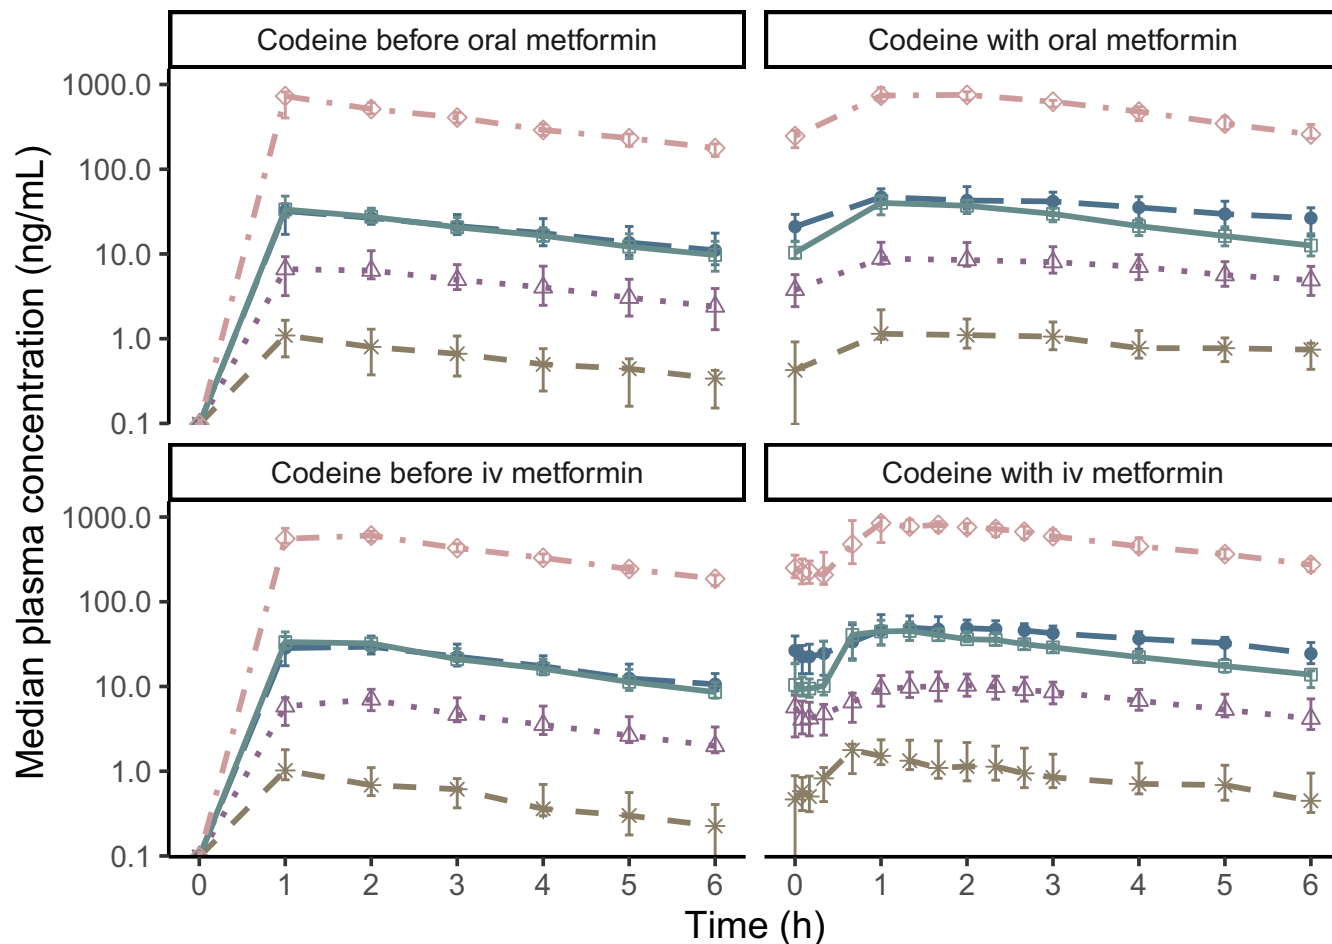 Codeine before oral metformin
Codeine with oral metformin
1000.0
100.0
10.0
1.0
0.1
Median plasma concentration (ng/mL)
Codeine before iv metformin
Codeine with iv metformin
1000.0
100.0
10.0
1.0
0.1
0 1 2 3 4 5 6
0 1 2 3 4 5 6
Time (h)